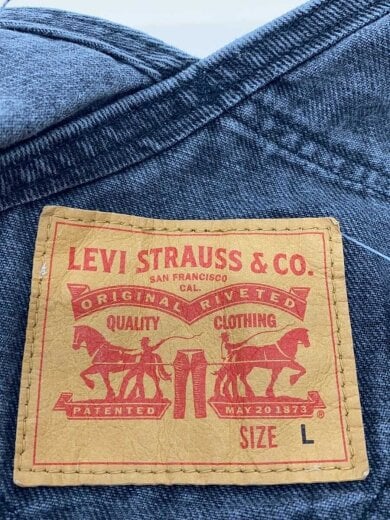 LEVI STRAUSS & CO.
SAN FRANCISCO
CAL.
ORIGINAL RIVETED
QUALITY CLOTHING
PATENTED MAY 20 1873
®
SIZE L